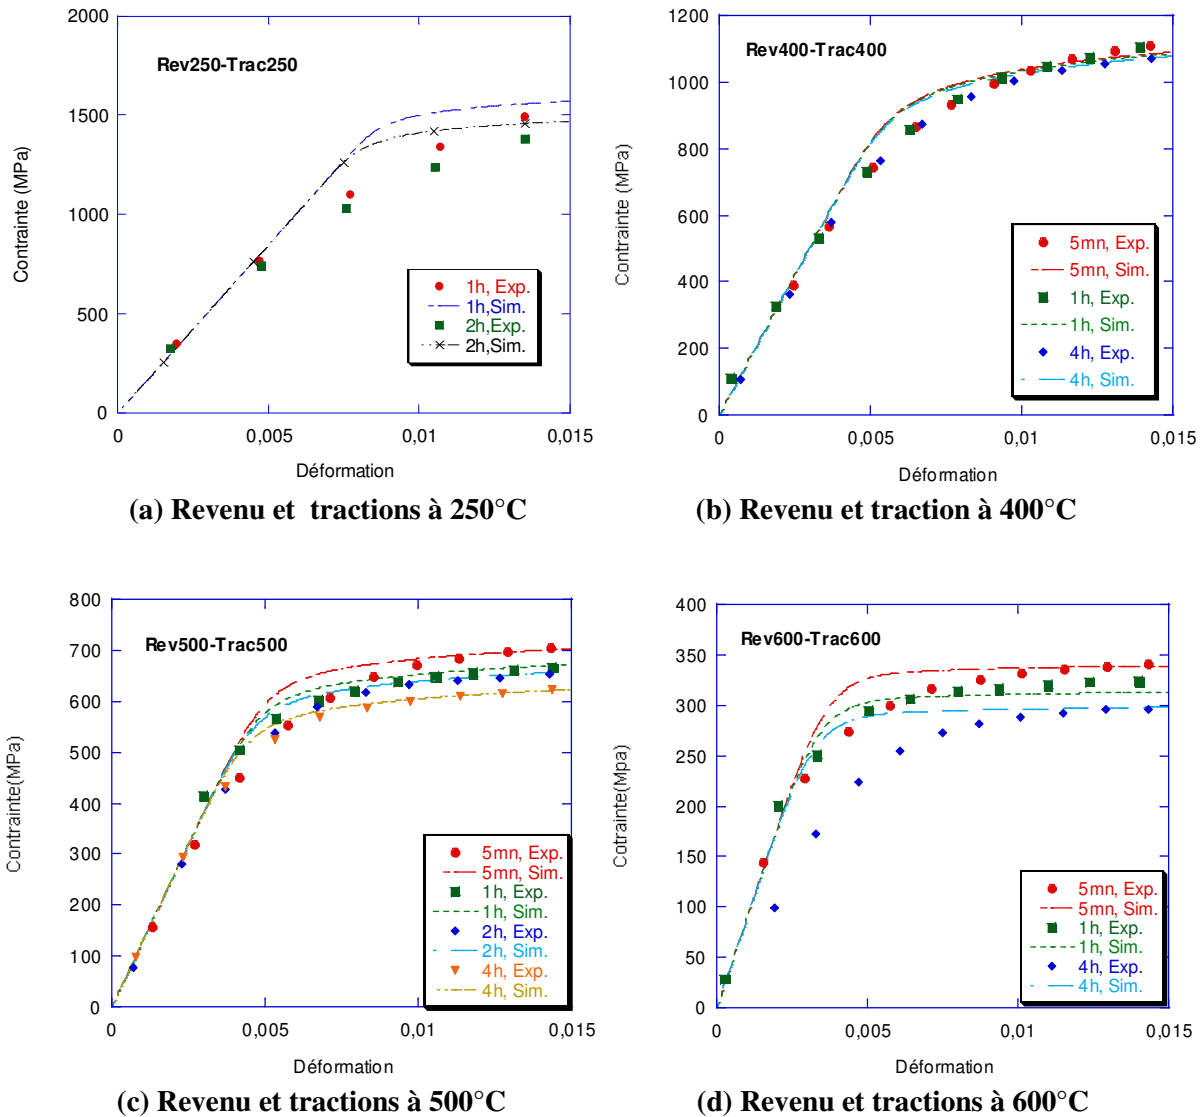 2000
1500
1000
500
0
Contrainte (MPa)
Rev250-Trac250
1h, Exp.
1h,Sim.
2h,Exp.
2h,Sim.
0
0,005
0,01
0,015
Déformation
(a) Revenu et tractions à 250°C
1200
1000
800
600
400
200
0
Contrainte (MPa)
Rev400-Trac400
5mn, Exp.
5mn, Sim.
1h, Exp.
1h, Sim.
4h, Exp.
4h, Sim.
0
0,005
0,01
0,015
Déformation
(b) Revenu et traction à 400°C
800
700
600
500
400
300
200
100
0
Contrainte(MPa)
Rev500-Trac500
5mn, Exp.
5mn, Sim.
1h, Exp.
1h, Sim.
2h, Exp.
2h, Sim.
4h, Exp.
4h, Sim.
0
0,005
0,01
0,015
Déformation
(c) Revenu et tractions à 500°C
400
350
300
250
200
150
100
50
0
Cotrainte(Mpa)
Rev600-Trac600
5mn, Exp.
5mn, Sim.
1h, Exp.
1h, Sim.
4h, Exp.
4h, Sim.
0
0,005
0,01
0,015
Déformation
(d) Revenu et tractions à 600°C